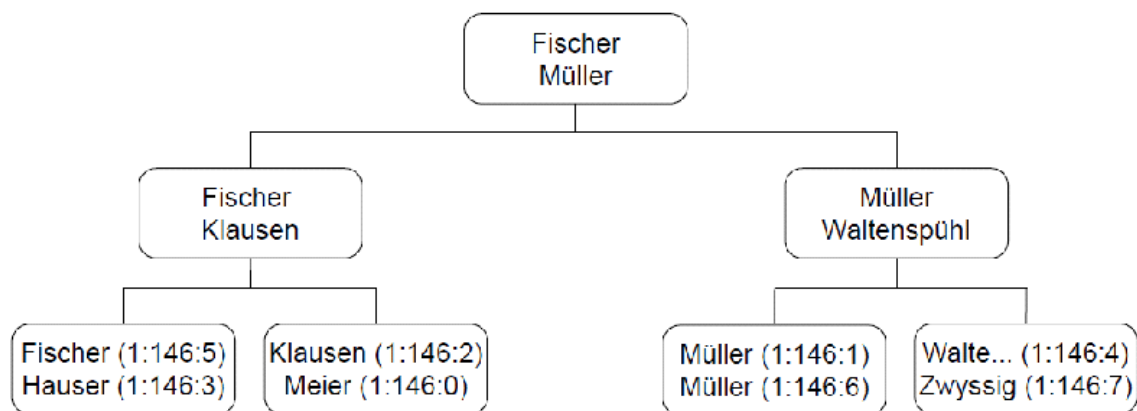 Fischer
Müller
Fischer
Klausen
Müller
Waltenspühl
Fischer (1:146:5)
Hauser (1:146:3)
Klausen (1:146:2)
Meier (1:146:0)
Müller (1:146:1)
Müller (1:146:6)
Walte... (1:146:4)
Zwyssig (1:146:7)